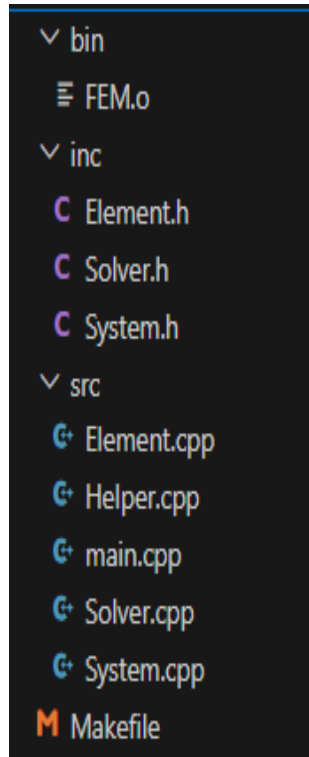 bin
FEM.o
inc
C Element.h
C Solver.h
C System.h
src
C++ Element.cpp
C++ Helper.cpp
C++ main.cpp
C++ Solver.cpp
C++ System.cpp
M Makefile